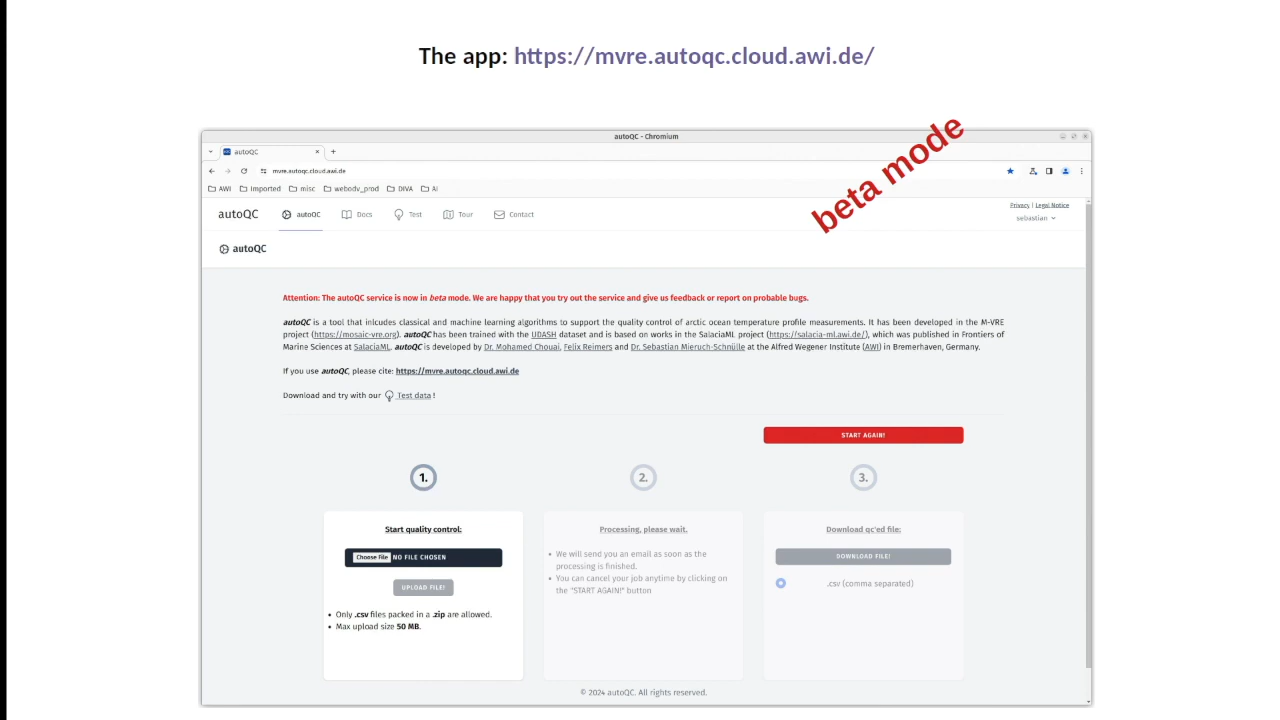 The app: https://mvre.autoqc.cloud.awi.de/
autoQC - Chromium
autoQC
mvre.autoqc.cloud.awi.de
AWI Imported misc webodv_prod DIVA AI
beta mode
autoQC autoQC Docs Test Tour Contact
Privacy | Legal Notice
sebastian
autoQC
Attention: The autoQC service is now in beta mode. We are happy that you try out the service and give us feedback or report on probable bugs.
autoQC is a tool that inlcudes classical and machine learning algorithms to support the quality control of arctic ocean temperature profile measurements. It has been developed in the M-VRE
project (https://mosaic-vre.org). autoQC has been trained with the UDASH dataset and is based on works in the SalaciaML project (https://salacia-ml.awi.de/), which was published in Frontiers of
Marine Sciences at SalaciaML. autoQC is developed by Dr. Mohamed Chouai, Felix Reimers and Dr. Sebastian Mieruch-Schnülle at the Alfred Wegener Institute (AWI) in Bremerhaven, Germany.
If you use autoQC, please cite: https://mvre.autoqc.cloud.awi.de
Download and try with our Test data !
START AGAIN!
1.
2.
3.
Start quality control:
Choose File NO FILE CHOSEN
UPLOAD FILE!
• Only .csv files packed in a .zip are allowed.
• Max upload size 50 MB.
Processing, please wait.
• We will send you an email as soon as the
processing is finished.
• You can cancel your job anytime by clicking on
the "START AGAIN!" button
Download qc'ed file:
DOWNLOAD FILE!
.csv (comma separated)
© 2024 autoQC. All rights reserved.